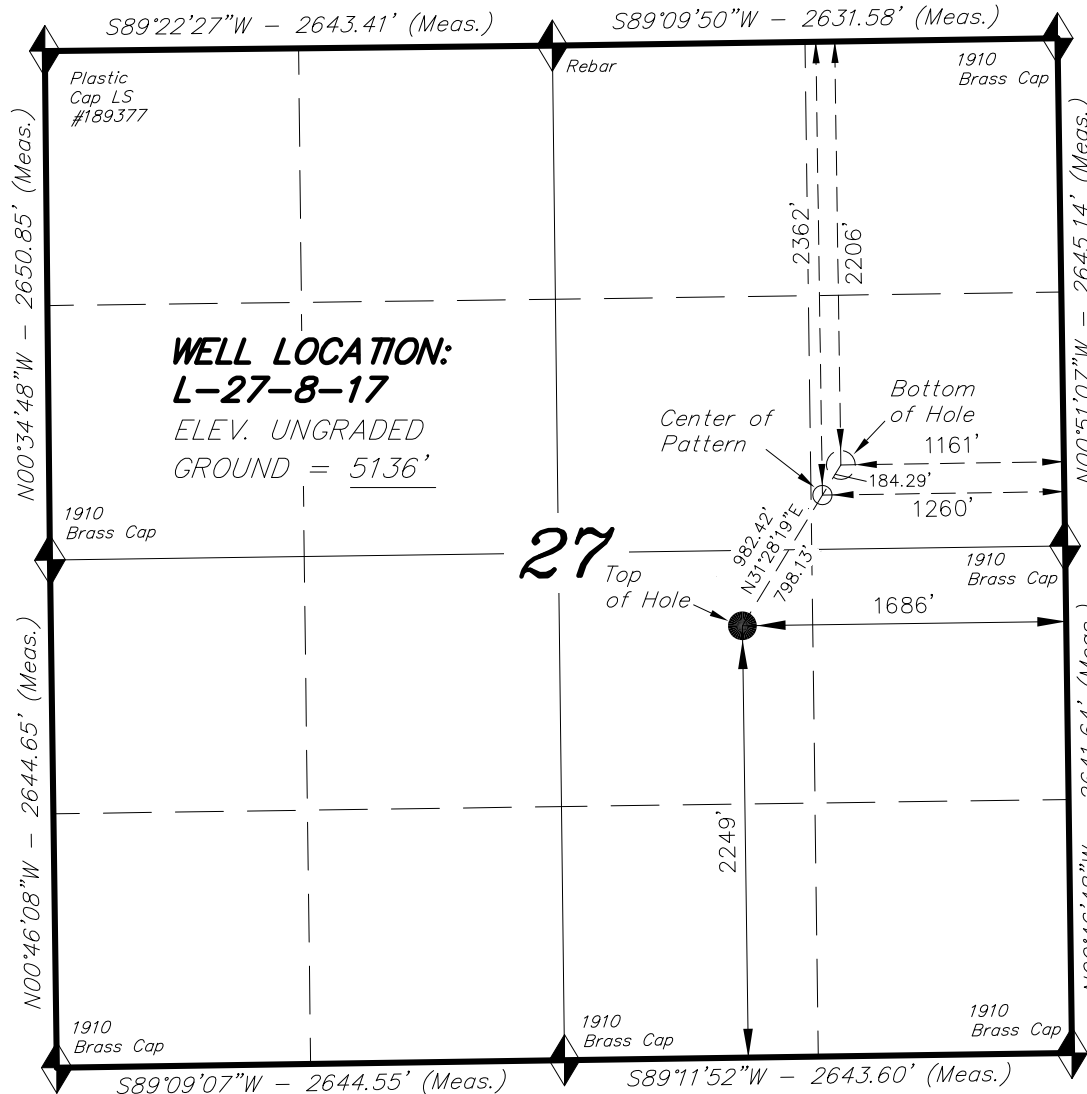 S89°22'27"W - 2643.41' (Meas.)
S89°09'50"W - 2631.58' (Meas.)
Plastic
Cap LS
#189377
Rebar
1910
Brass Cap
N00°34'48"W - 2650.85' (Meas.)
N00°51'07"W - 2645.14' (Meas.)
2362'
2206'
WELL LOCATION:
L-27-8-17
ELEV. UNGRADED
GROUND = 5136'
Center of
Pattern
Bottom
of Hole
1161'
184.29'
1260'
1910
Brass Cap
27
982.42'
N31°28'19"E
798.13'
1910
Brass Cap
Top
of Hole
1686'
N00°46'08"W - 2644.65' (Meas.)
2641.64' (Meas.)
2249'
1910
Brass Cap
1910
Brass Cap
1910
Brass Cap
S89°09'07"W - 2644.55' (Meas.)
S89°11'52"W - 2643.60' (Meas.)